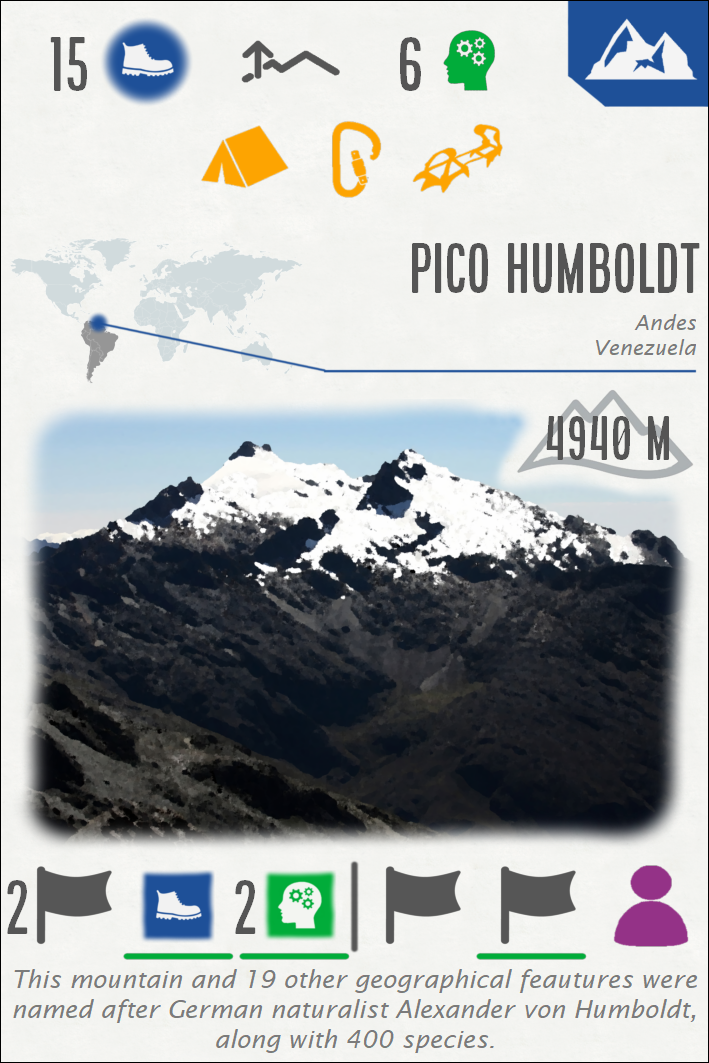 15 6
PICO HUMBOLDT
Andes
Venezuela
4940 M
2 2
This mountain and 19 other geographical feautures were
named after German naturalist Alexander von Humboldt,
along with 400 species.